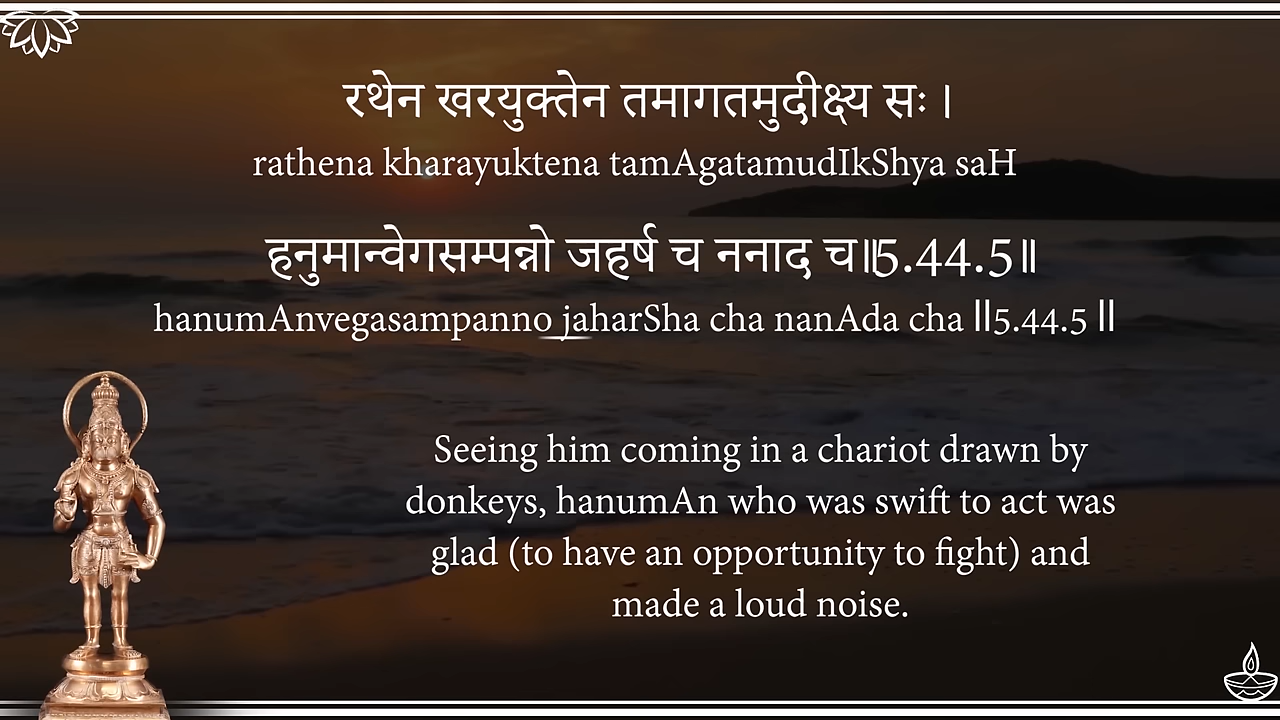 रथेन खरयुक्तेन तमागतमुदीक्ष्य सः ।
rathena kharayuktena tamAgatamudIkShya saH
हनुमान्वेगसम्पन्नो जहर्ष च ननाद च॥5.44.5॥
hanumAnvegasampanno jaharSha cha nanAda cha ॥5.44.5 ॥
Seeing him coming in a chariot drawn by
donkeys, hanumAn who was swift to act was
glad (to have an opportunity to fight) and
made a loud noise.